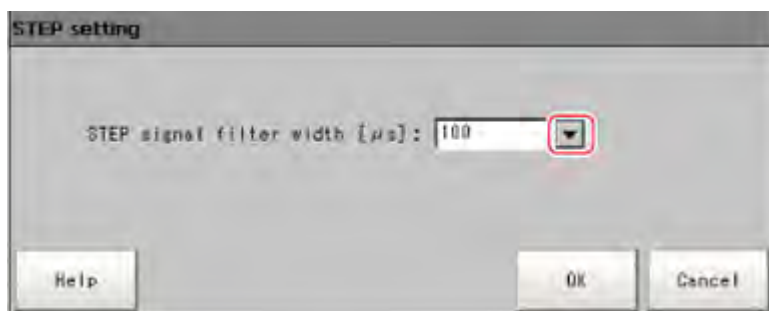 STEP setting
STEP signal filter width [μs]: 100
Help
OK
Cancel